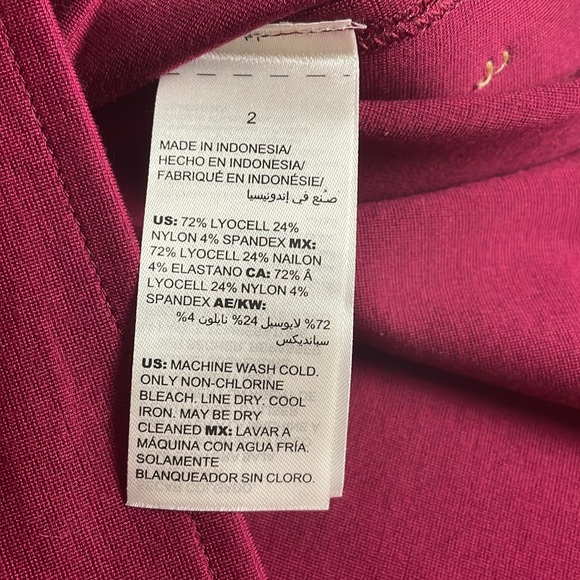 2
MADE IN INDONESIA/
HECHO EN INDONESIA/
FABRIQUÉ EN INDONÉSIE/
صنع في إندونيسيا
US: 72% LYOCELL 24%
NYLON 4% SPANDEX MX:
72% LYOCELL 24% NAILON
4% ELASTANO CA: 72% Â
LYOCELL 24% NYLON 4%
SPANDEX AE/KW:
72% لايوسيل 24% نايلون 4%
سبانديكس
US: MACHINE WASH COLD.
ONLY NON-CHLORINE
BLEACH. LINE DRY. COOL
IRON. MAY BE DRY
CLEANED MX: LAVAR A
MÁQUINA CON AGUA FRÍA.
SOLAMENTE
BLANQUEADOR SIN CLORO.